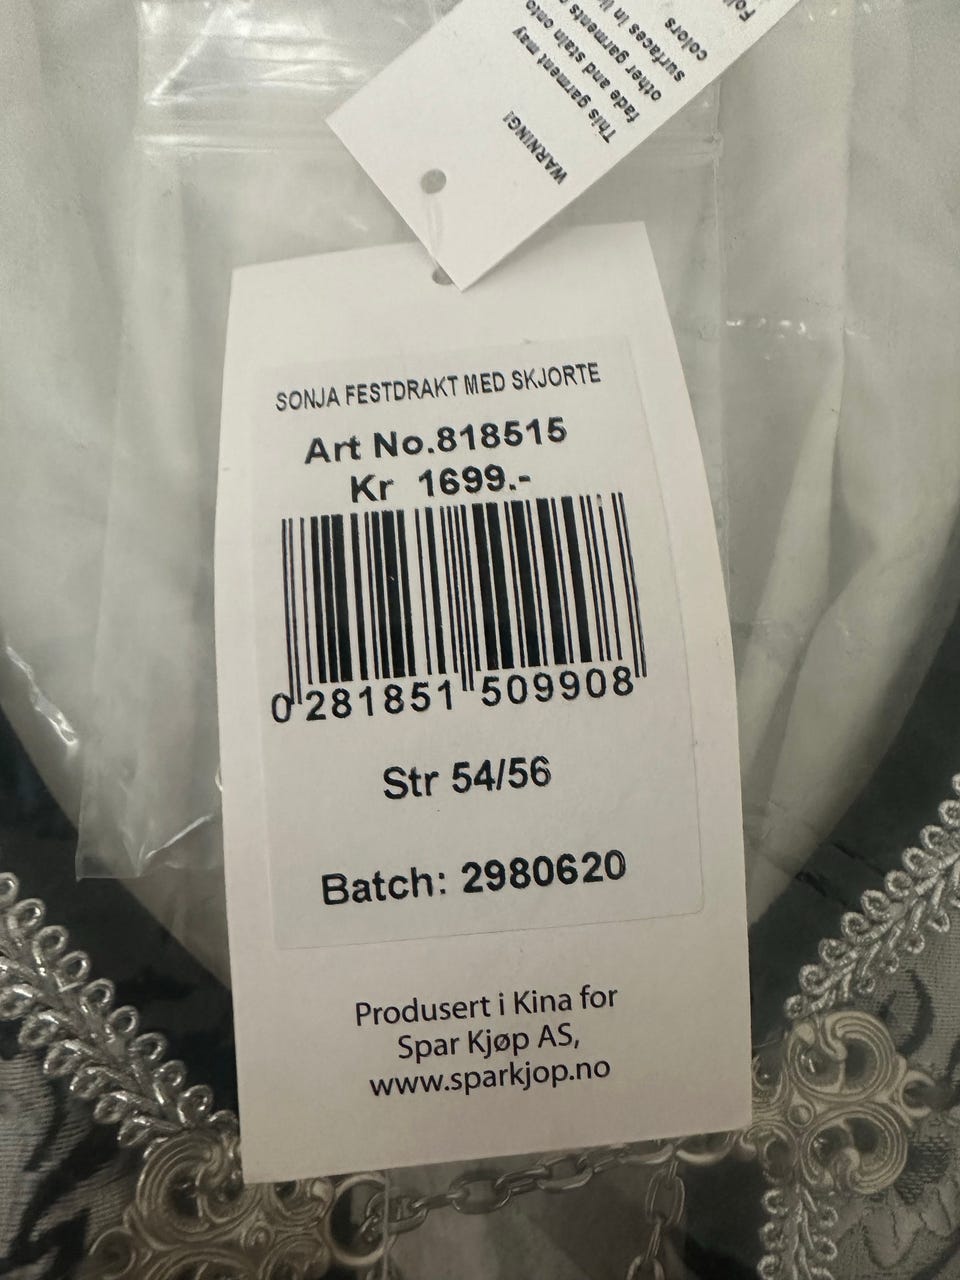 WARNING!
This garment may
fade and stain onto
other garments
surfaces in
colors
SONJA FESTDRAKT MED SKJORTE
Art No.818515
Kr 1699.-
0 281851 509908
Str 54/56
Batch: 2980620
Produsert i Kina for
Spar Kjøp AS,
www.sparkjop.no